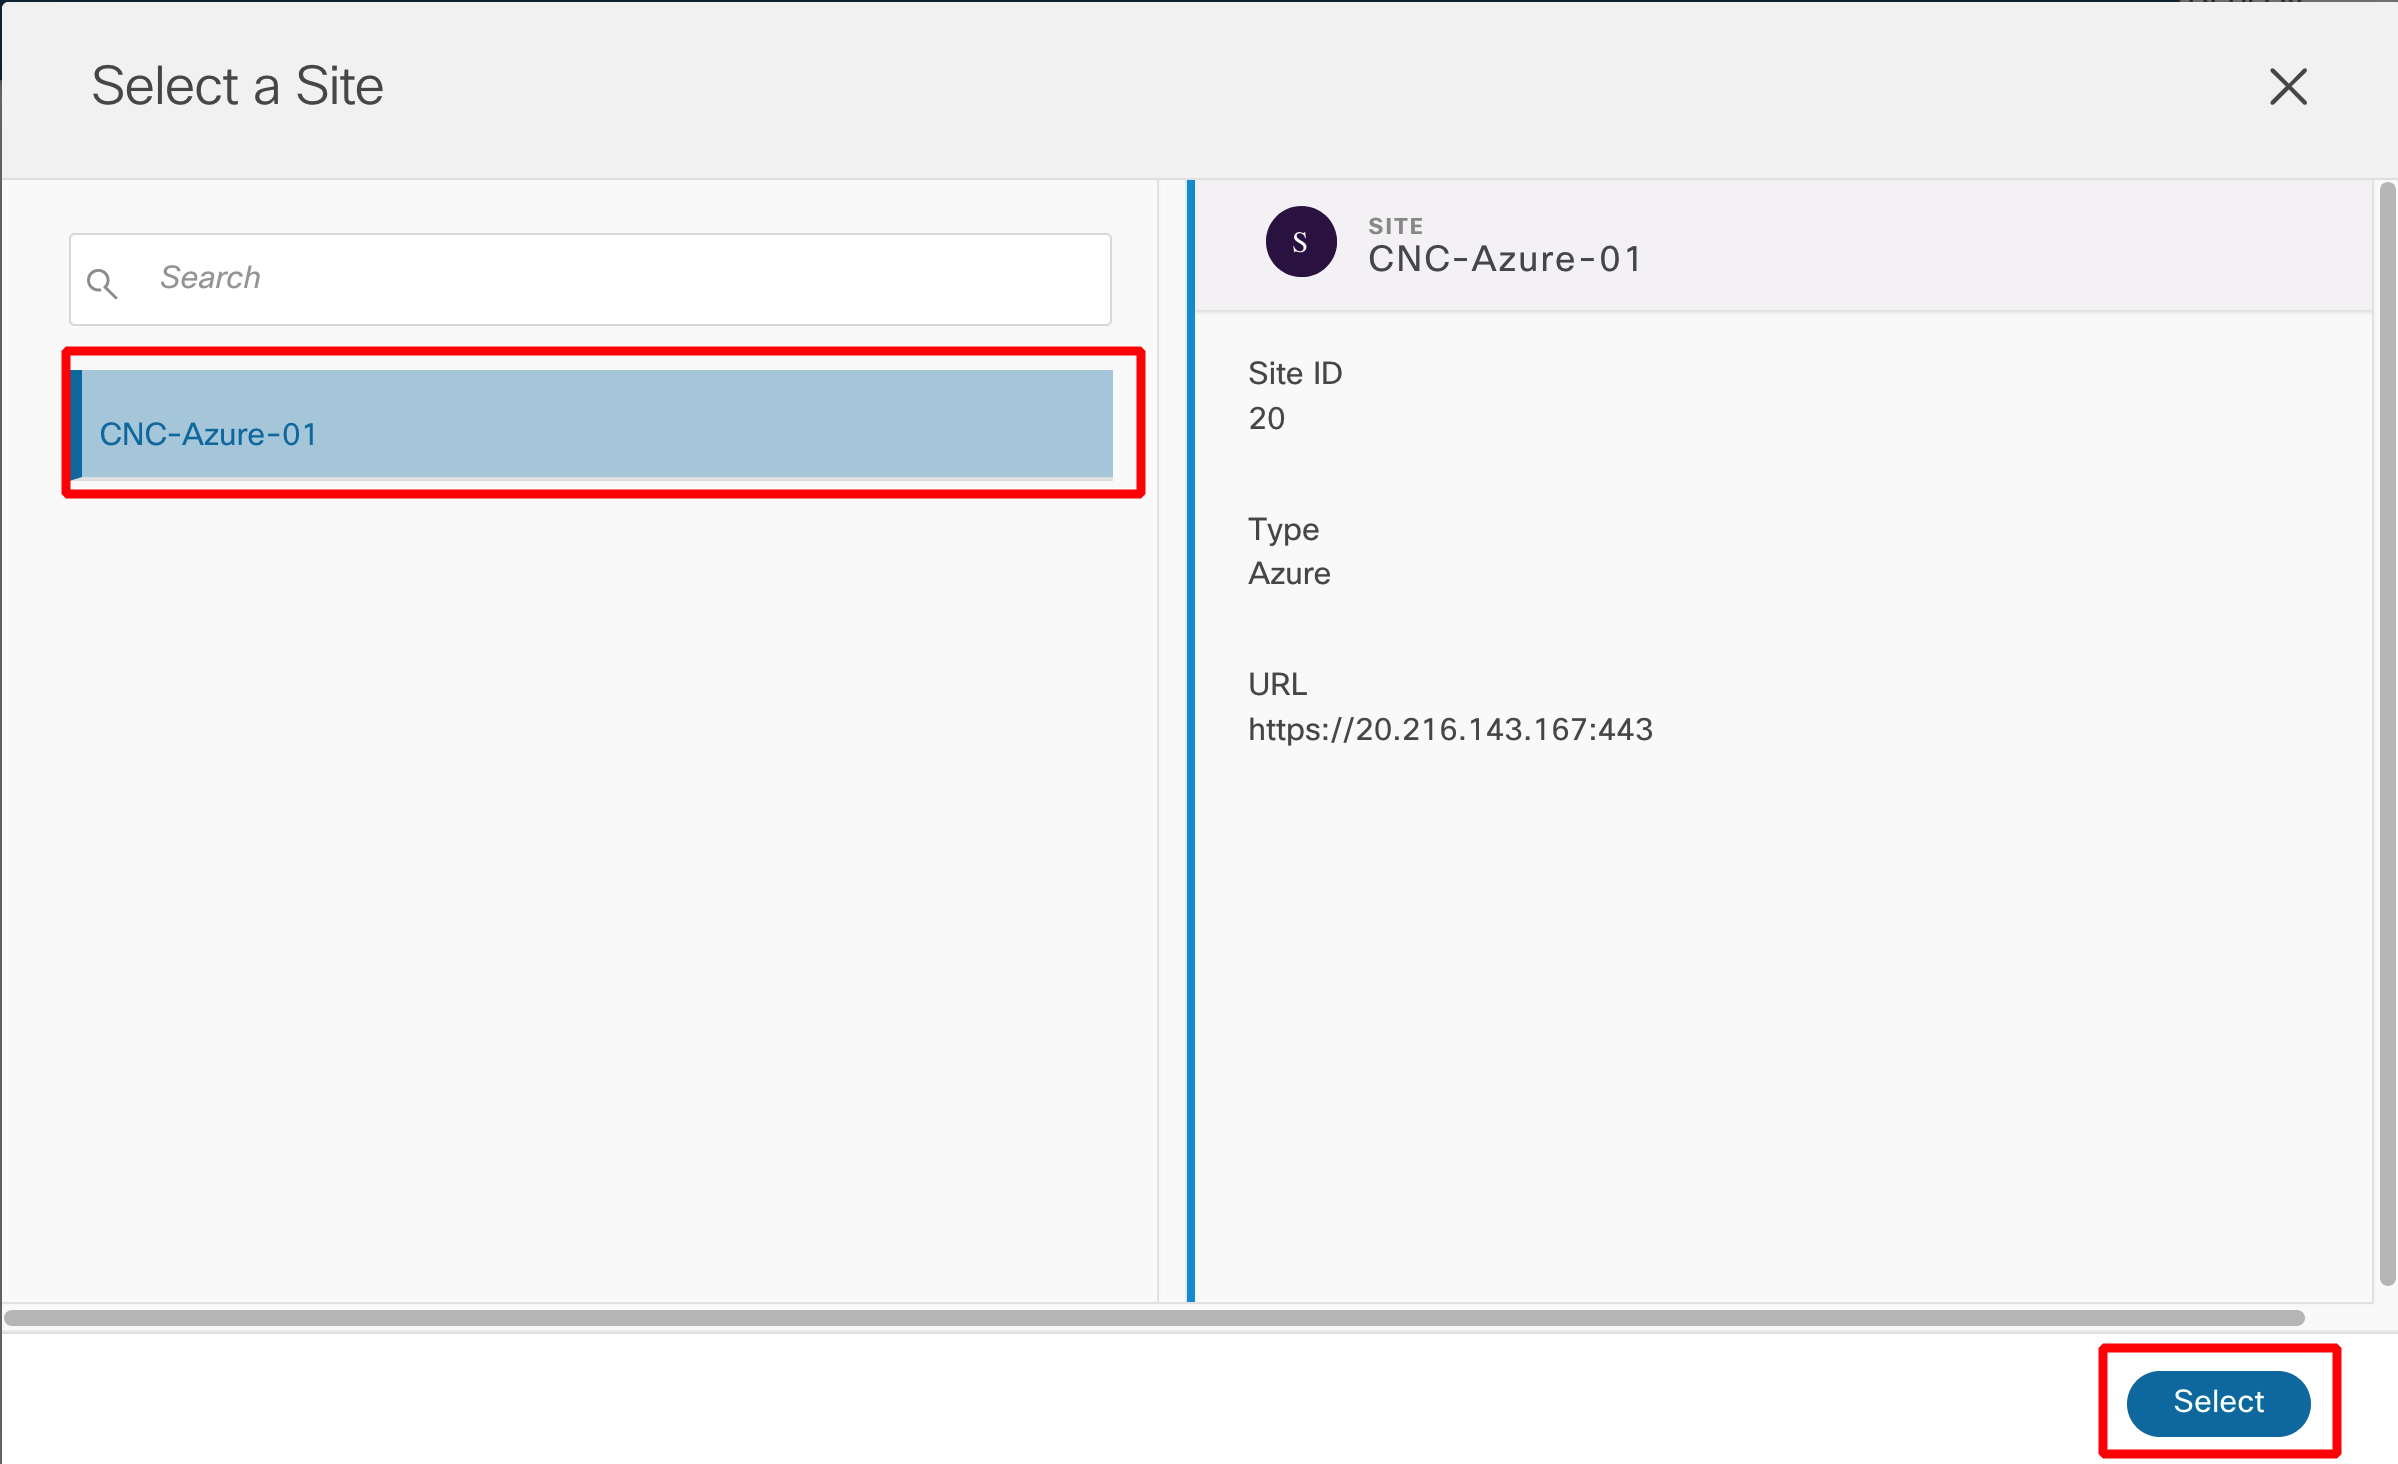 Select a Site
Search
CNC-Azure-01
S
SITE
CNC-Azure-01
Site ID
20
Type
Azure
URL
https://20.216.143.167:443
Select